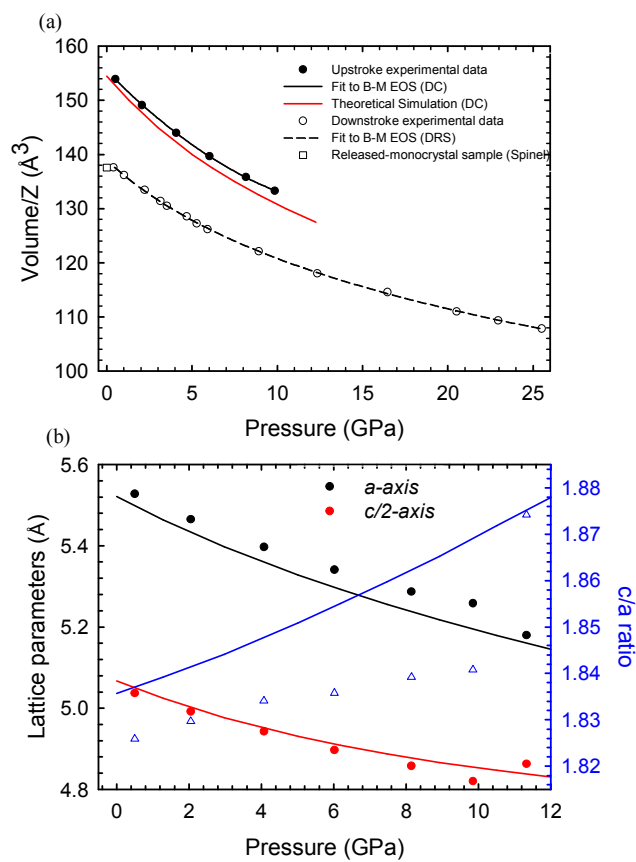 (a)
160
150
140
130
120
110
100
Volume/Z (Å3)
Upstroke experimental data
Fit to B-M EOS (DC)
Theoretical Simulation (DC)
Downstroke experimental data
Fit to B-M EOS (DRS)
Released-monocrystal sample (Spinel)
0 5 10 15 20 25
Pressure (GPa)
(b)
5.6
5.4
5.2
5.0
4.8
Lattice parameters (Å)
a-axis
c/2-axis
1.88
1.87
1.86
1.85
1.84
1.83
1.82
c/a ratio
0 2 4 6 8 10 12
Pressure (GPa)